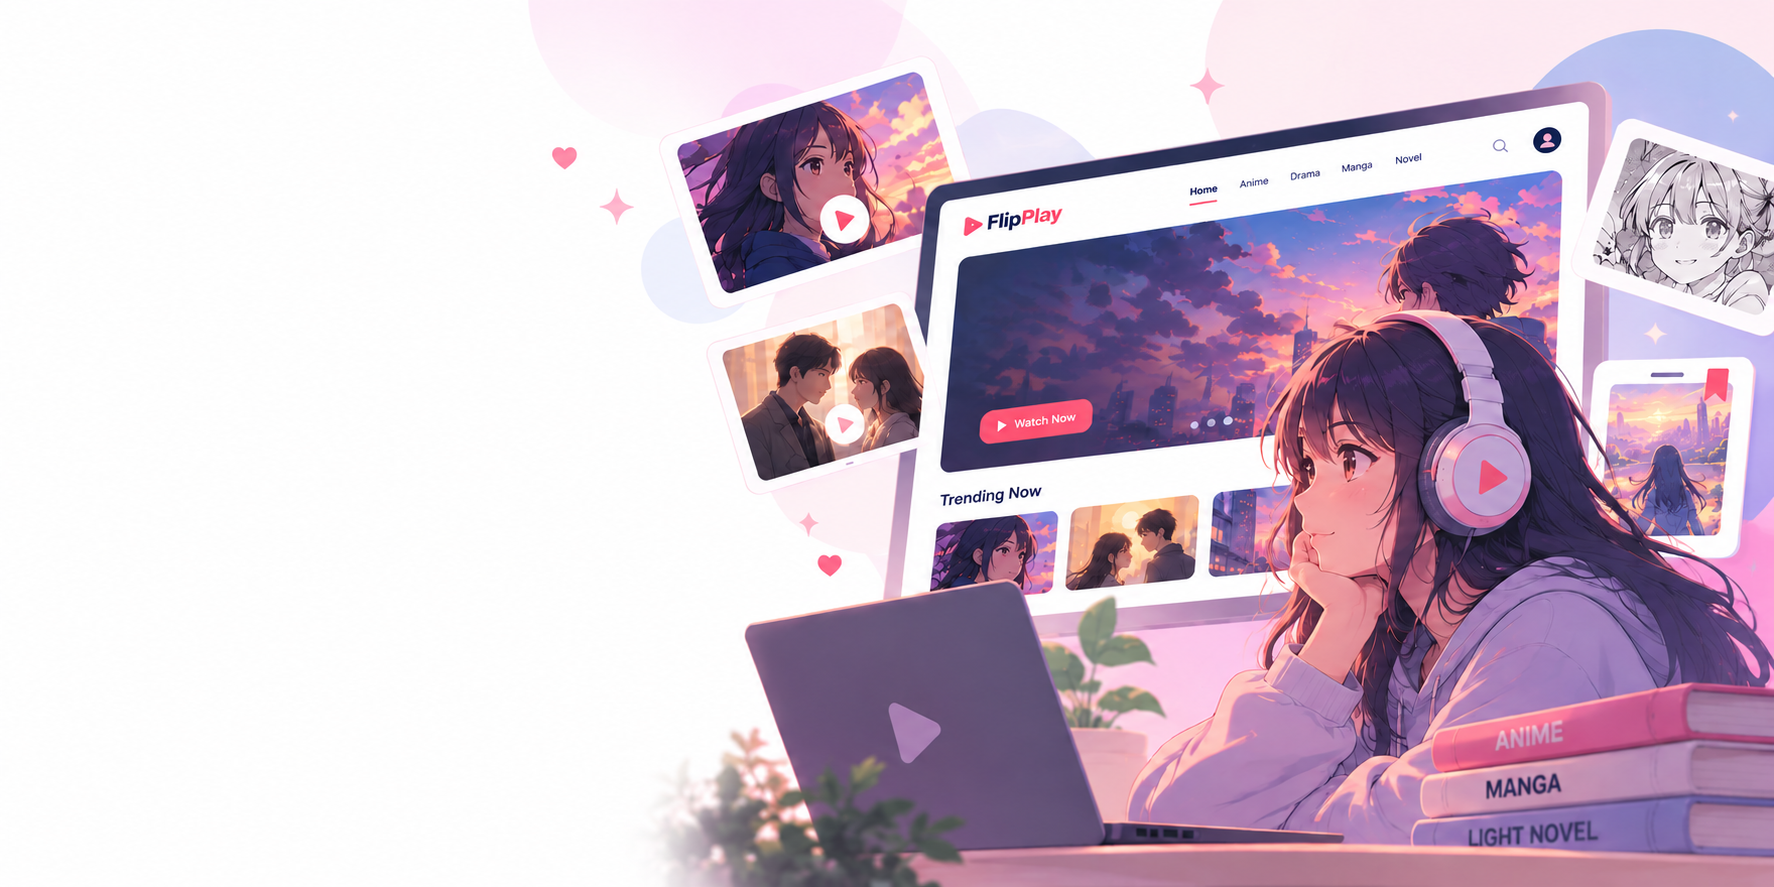 FlipPlay
Home Anime Drama Manga Novel
Watch Now
Trending Now
ANIME
MANGA
LIGHT NOVEL